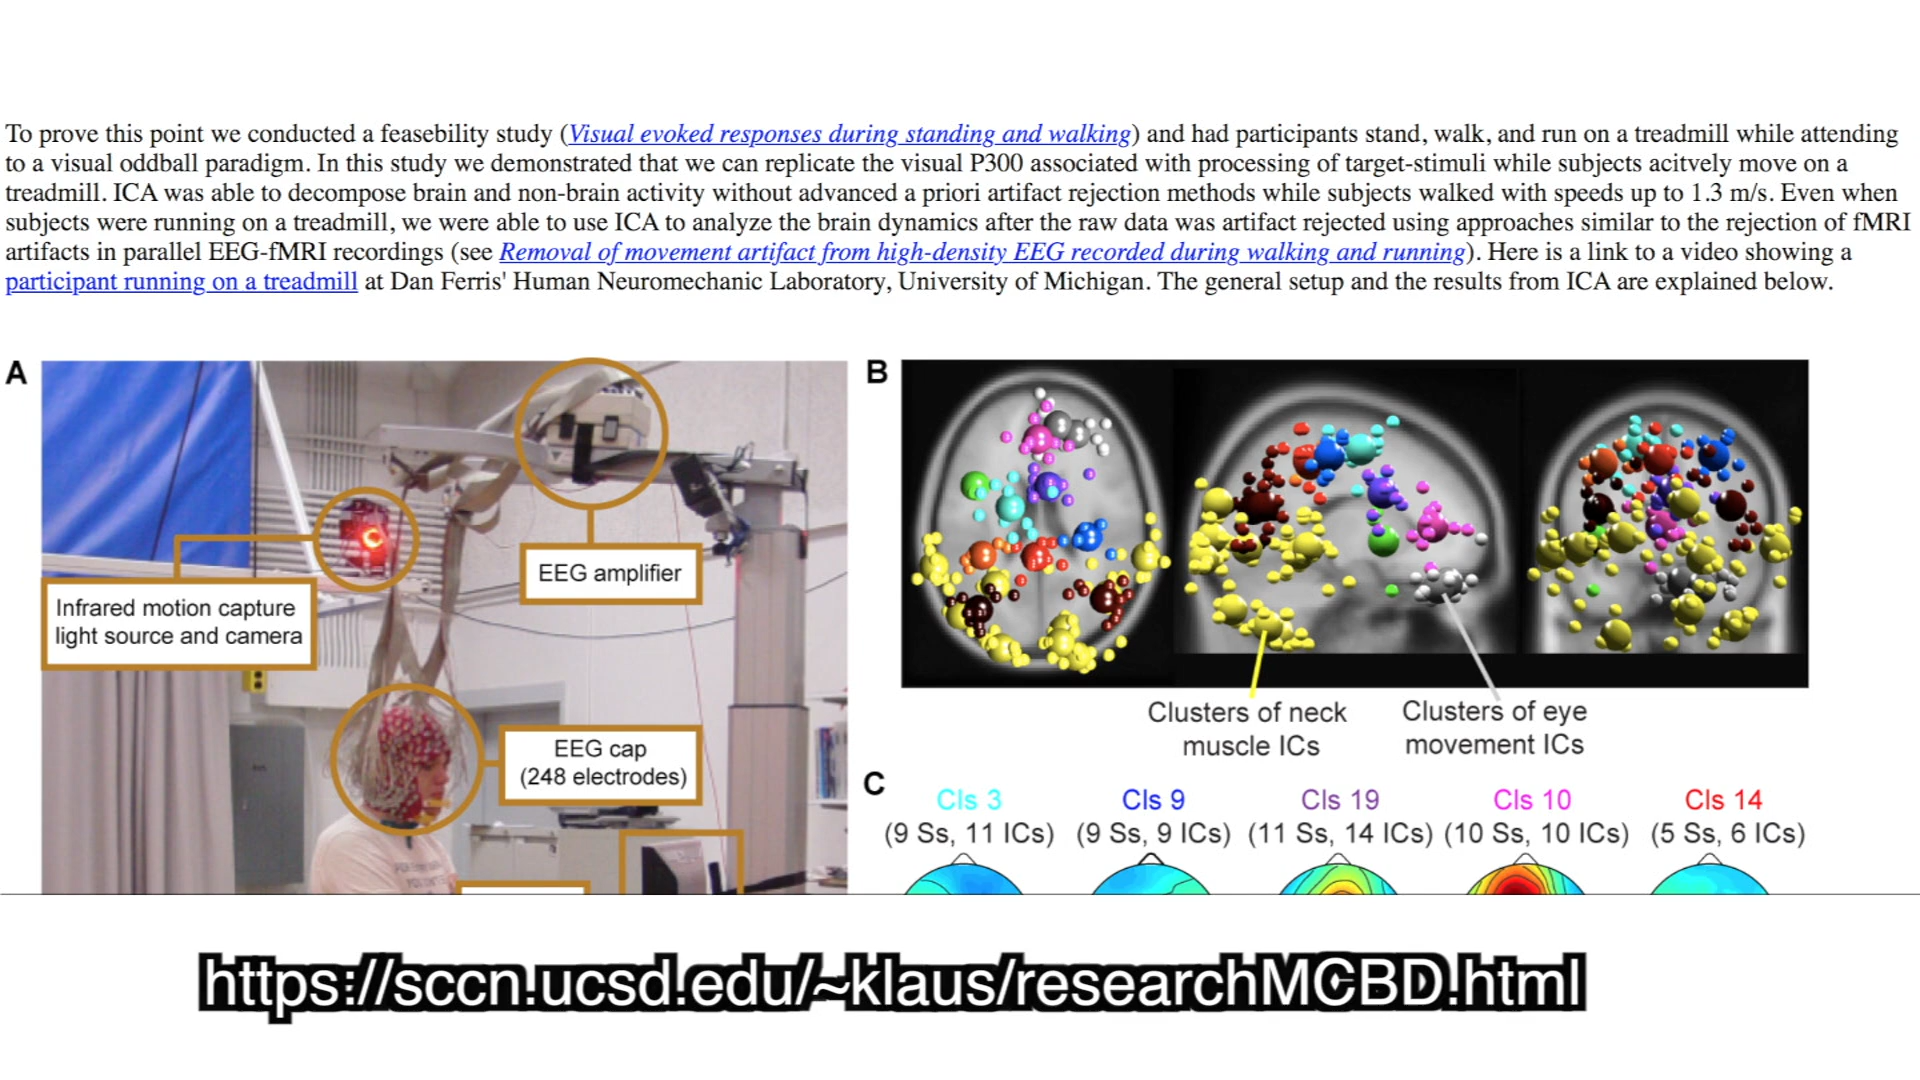 To prove this point we conducted a feasebility study (Visual evoked responses during standing and walking) and had participants stand, walk, and run on a treadmill while attending
to a visual oddball paradigm. In this study we demonstrated that we can replicate the visual P300 associated with processing of target-stimuli while subjects acitvely move on a
treadmill. ICA was able to decompose brain and non-brain activity without advanced a priori artifact rejection methods while subjects walked with speeds up to 1.3 m/s. Even when
subjects were running on a treadmill, we were able to use ICA to analyze the brain dynamics after the raw data was artifact rejected using approaches similar to the rejection of fMRI
artifacts in parallel EEG-fMRI recordings (see Removal of movement artifact from high-density EEG recorded during walking and running). Here is a link to a video showing a
participant running on a treadmill at Dan Ferris' Human Neuromechanic Laboratory, University of Michigan. The general setup and the results from ICA are explained below.
A
EEG amplifier
Infrared motion capture
light source and camera
EEG cap
(248 electrodes)
B
Clusters of neck
muscle ICs
Clusters of eye
movement ICs
C
Cls 3
(9 Ss, 11 ICs)
Cls 9
(9 Ss, 9 ICs)
Cls 19
(11 Ss, 14 ICs)
Cls 10
(10 Ss, 10 ICs)
Cls 14
(5 Ss, 6 ICs)
https://sccn.ucsd.edu/~klaus/researchMCBD.html